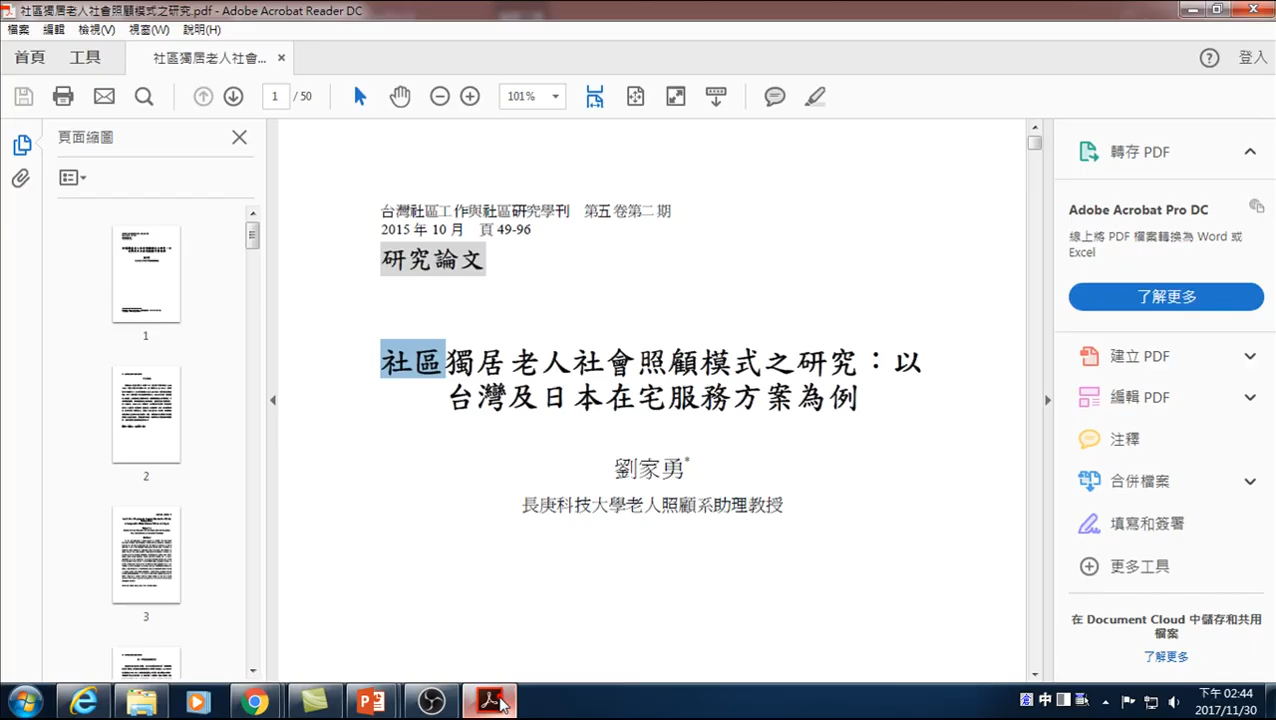 社區獨居老人社會照顧模式之研究.pdf - Adobe Acrobat Reader DC
檔案 編輯 檢視(V) 視窗(W) 說明(H)
首頁 工具 社區獨居老人社會... × 登入
1 / 50 101%
頁面縮圖
轉存 PDF
Adobe Acrobat Pro DC
線上將 PDF 檔案轉換為 Word 或
Excel
了解更多
建立 PDF
編輯 PDF
注釋
合併檔案
填寫和簽署
更多工具
在 Document Cloud 中儲存和共用
檔案
了解更多
1
2
3
台灣社區工作與社區研究學刊 第五卷第二期
2015 年 10 月 頁 49-96
研究論文
社區獨居老人社會照顧模式之研究：以
台灣及日本在宅服務方案為例
劉家勇*
長庚科技大學老人照顧系助理教授
中
下午 02:44
2017/11/30